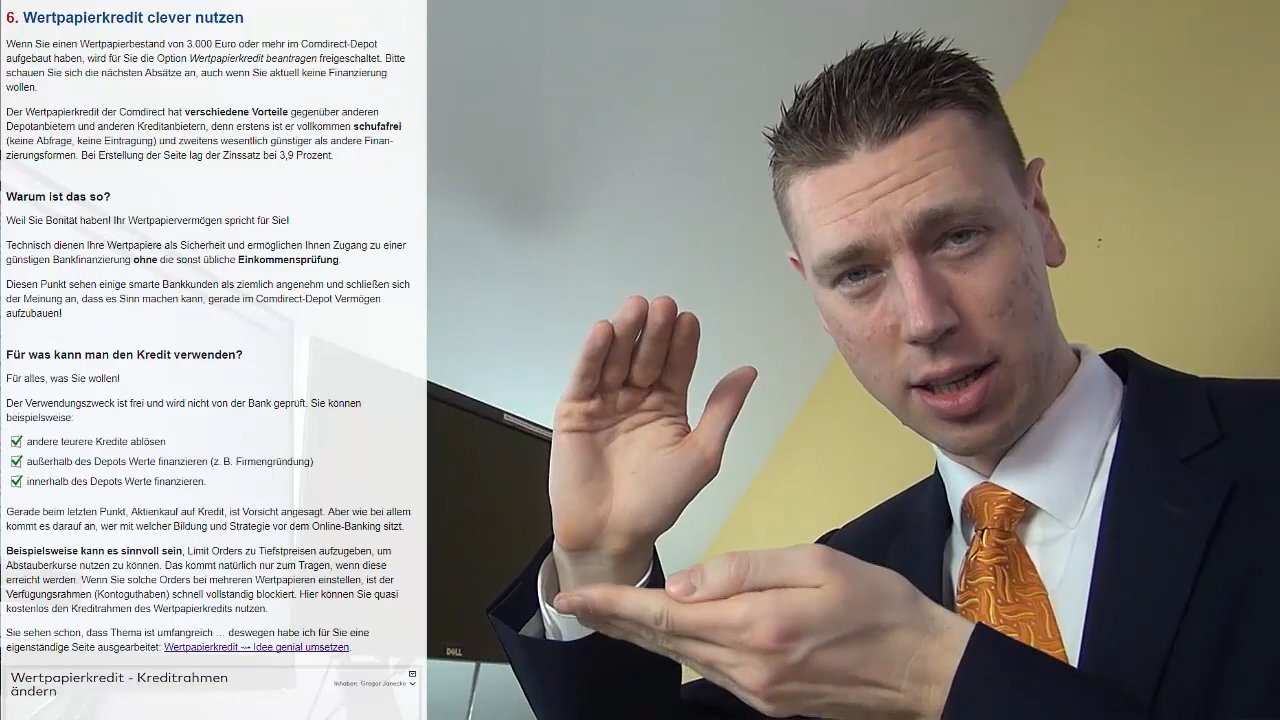 6. Wertpapierkredit clever nutzen
Wenn Sie einen Wertpapierbestand von 3.000 Euro oder mehr im Comdirect-Depot
aufgebaut haben, wird für Sie die Option Wertpapierkredit beantragen freigeschaltet. Bitte
schauen Sie sich die nächsten Absätze an, auch wenn Sie aktuell keine Finanzierung
wollen.
Der Wertpapierkredit der Comdirect hat verschiedene Vorteile gegenüber anderen
Depotanbietern und anderen Kreditanbietern, denn erstens ist er vollkommen schufafrei
(keine Abfrage, keine Eintragung) und zweitens wesentlich günstiger als andere Finan-
zierungsformen. Bei Erstellung der Seite lag der Zinssatz bei 3,9 Prozent.
Warum ist das so?
Weil Sie Bonität haben! Ihr Wertpapiervermögen spricht für Sie!
Technisch dienen Ihre Wertpapiere als Sicherheit und ermöglichen Ihnen Zugang zu einer
günstigen Bankfinanzierung ohne die sonst übliche Einkommensprüfung.
Diesen Punkt sehen einige smarte Bankkunden als ziemlich angenehm und schließen sich
der Meinung an, dass es Sinn machen kann, gerade im Comdirect-Depot Vermögen
aufzubauen!
Für was kann man den Kredit verwenden?
Für alles, was Sie wollen!
Der Verwendungszweck ist frei und wird nicht von der Bank geprüft. Sie können
beispielsweise:
andere teurere Kredite ablösen
außerhalb des Depots Werte finanzieren (z. B. Firmengründung)
innerhalb des Depots Werte finanzieren.
Gerade beim letzten Punkt, Aktienkauf auf Kredit, ist Vorsicht angesagt. Aber wie bei allem
kommt es darauf an, wer mit welcher Bildung und Strategie vor dem Online-Banking sitzt.
Beispielsweise kann es sinnvoll sein, Limit Orders zu Tiefstpreisen aufzugeben, um
Abstauberkurse nutzen zu können. Das kommt natürlich nur zum Tragen, wenn diese
erreicht werden. Wenn Sie solche Orders bei mehreren Wertpapieren einstellen, ist der
Verfügungsrahmen (Kontoguthaben) schnell vollständig blockiert. Hier können Sie quasi
kostenlos den Kreditrahmen des Wertpapierkredits nutzen.
Sie sehen schon, dass Thema ist umfangreich … deswegen habe ich für Sie eine
eigenständige Seite ausgearbeitet: Wertpapierkredit ⇝ Idee genial umsetzen.
Wertpapierkredit - Kreditrahmen
ändern
Inhaber: Gregor Janecke
DELL